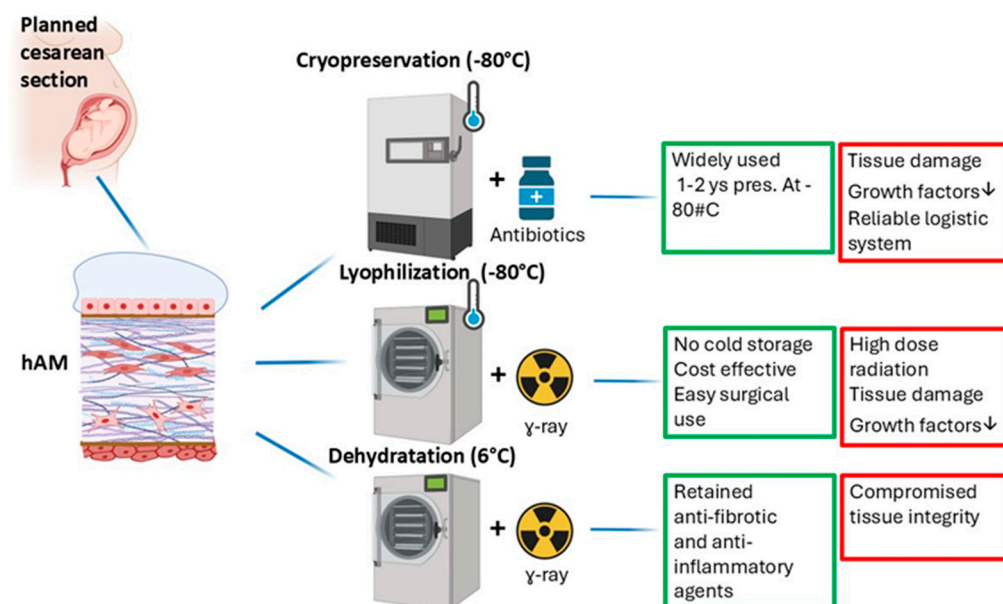 Planned
cesarean
section
Cryopreservation (-80°C)
+
Antibiotics
Widely used
1-2 ys pres. At -
80#C
Tissue damage
Growth factors↓
Reliable logistic
system
hAM
Lyophilization (-80°C)
+
ɣ-ray
No cold storage
Cost effective
Easy surgical
use
High dose
radiation
Tissue damage
Growth factors↓
Dehydratation (6°C)
+
ɣ-ray
Retained
anti-fibrotic
and anti-
inflammatory
agents
Compromised
tissue integrity